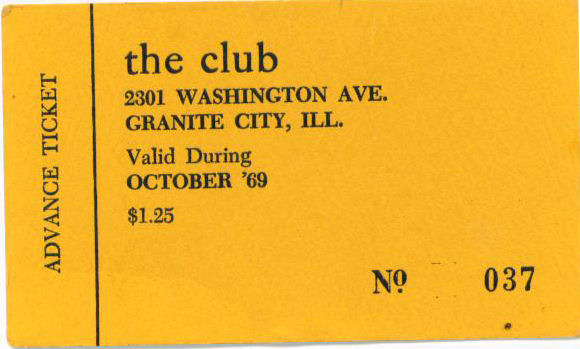 ADVANCE TICKET
the club
2301 WASHINGTON AVE.
GRANITE CITY, ILL.
Valid During
OCTOBER '69
$1.25
Nº 037